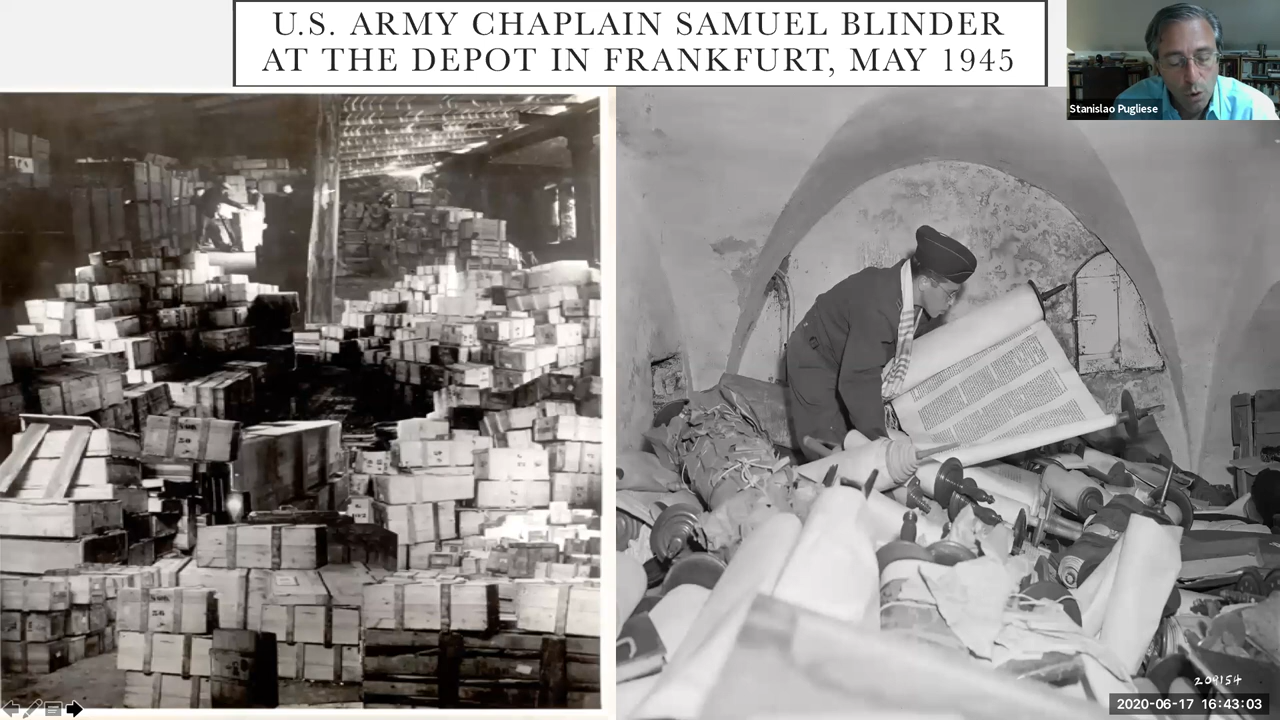 U.S. ARMY CHAPLAIN SAMUEL BLINDER
AT THE DEPOT IN FRANKFURT, MAY 1945
Stanislao Pugliese
209154
2020-06-17 16:43:03